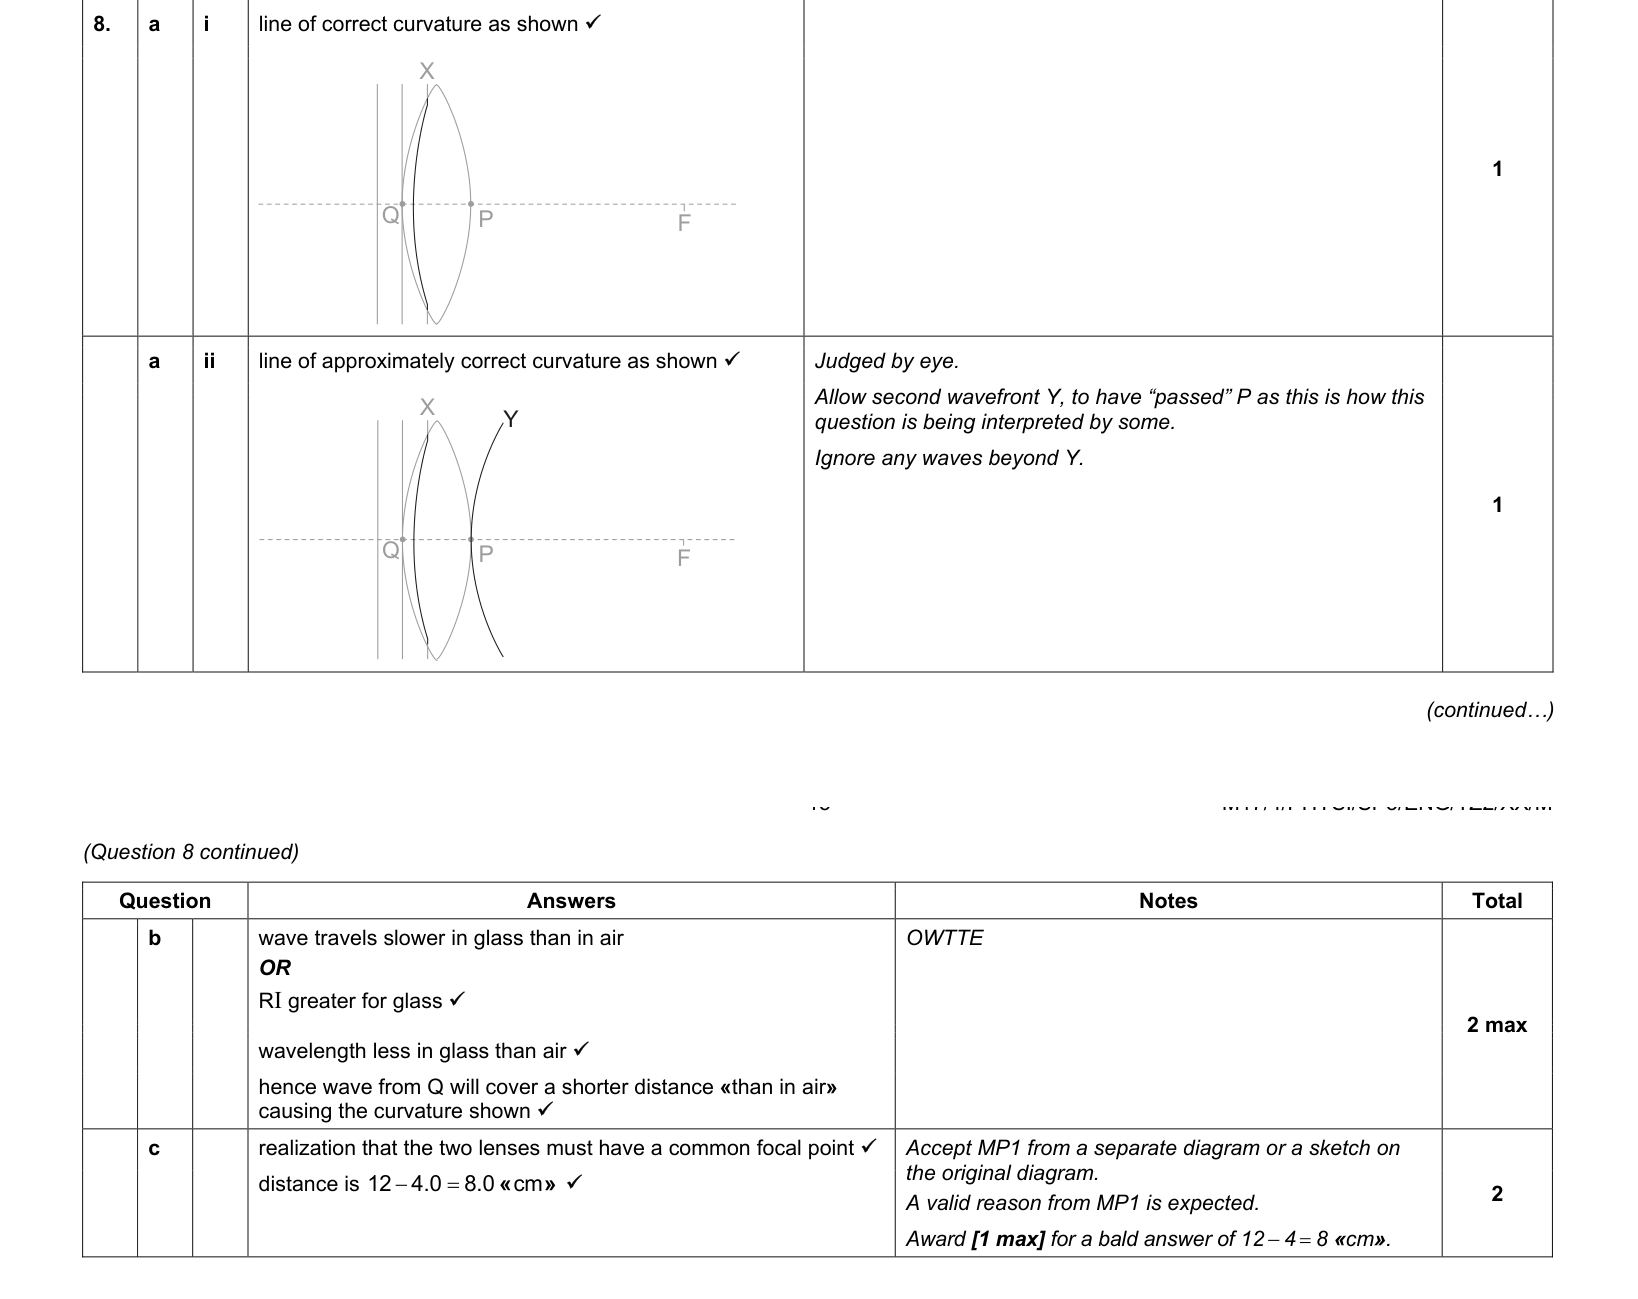 8. a i line of correct curvature as shown ✓
X
1
Q P F
a ii line of approximately correct curvature as shown ✓ Judged by eye.
Allow second wavefront Y, to have “passed” P as this is how this
question is being interpreted by some.
Ignore any waves beyond Y.
X Y
1
Q P F
(continued…)
(Question 8 continued)
Question Answers Notes Total
b wave travels slower in glass than in air OWTTE
OR
RI greater for glass ✓
2 max
wavelength less in glass than air ✓
hence wave from Q will cover a shorter distance «than in air»
causing the curvature shown ✓
c realization that the two lenses must have a common focal point ✓ Accept MP1 from a separate diagram or a sketch on
the original diagram.
distance is 12 – 4.0 = 8.0 «cm» ✓
A valid reason from MP1 is expected.
2
Award [1 max] for a bald answer of 12 – 4 = 8 «cm».